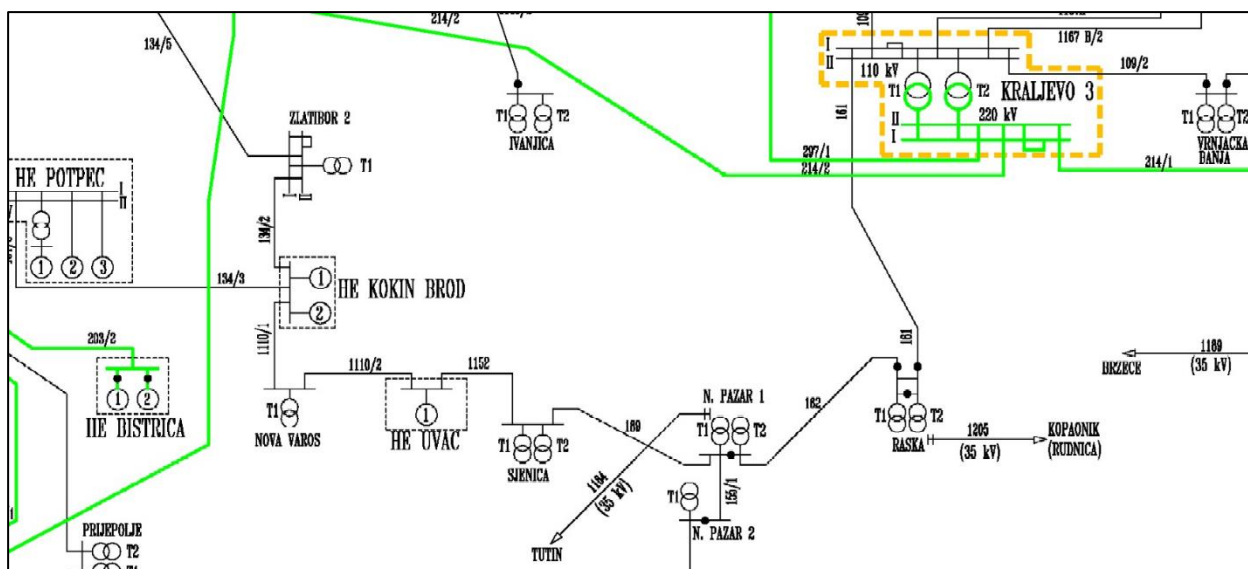 134/5
214/2
1167 B/2
I
II
110 kV
109/2
T1
T2
KRALJEVO 3
II
220 kV
I
T1
T2
VRNJACKA
BANJA
161
297/1
214/2
214/1
T1
T2
IVANJICA
ZLATIBOR 2
T1
I
II
HE POTPEC
I
II
1
2
3
134/2
134/3
1
HE KOKIN BROD
2
1110/1
203/2
1
2
HE BISTRICA
1110/2
1152
T1
NOVA VAROS
1
HE UVAC
T1
T2
SJENICA
169
N. PAZAR 1
T1
T2
162
161
T1
T2
RASKA
1189
(35 kV)
BRZECE
1205
(35 kV)
KOPAONIK
(RUDNICA)
1184
(35 kV)
TUTIN
T1
155/1
N. PAZAR 2
PRIJEPOLJE
T2